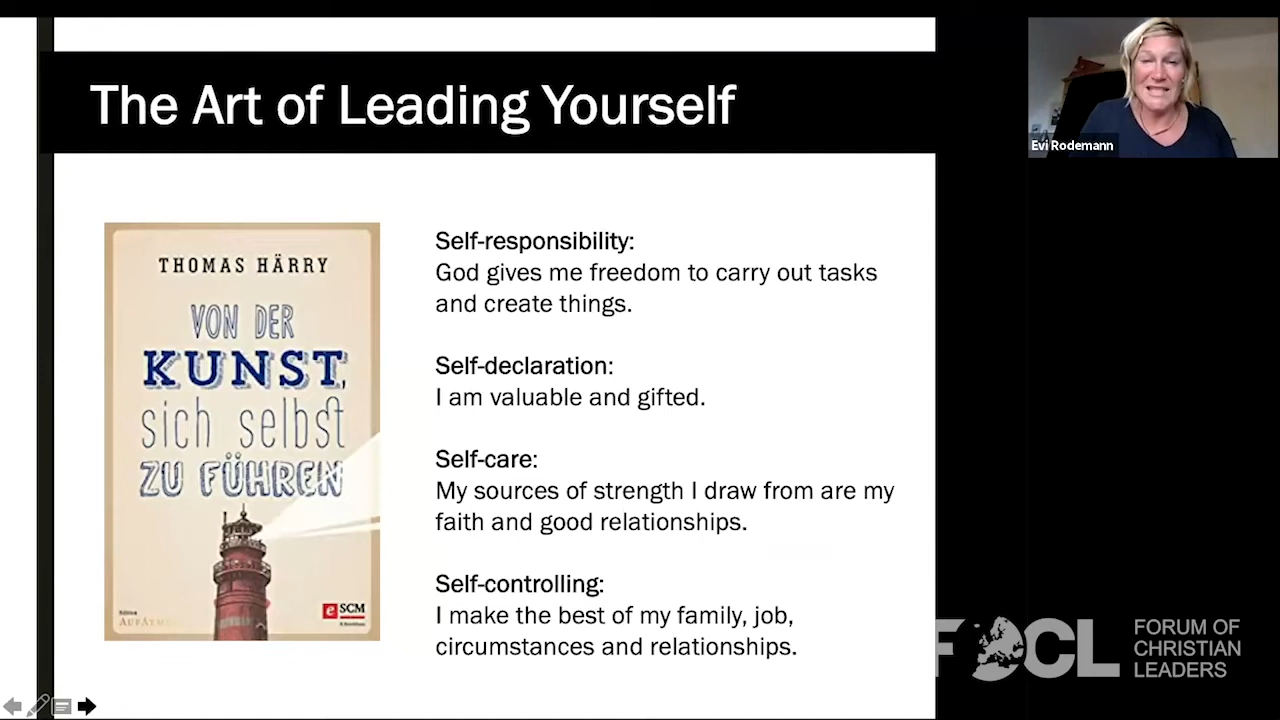 The Art of Leading Yourself
Evi Rodemann
THOMAS HÄRRY
VON DER
KUNST,
sich selbst
ZU FÜHREN
Edition
e SCM
Self-responsibility:
God gives me freedom to carry out tasks
and create things.
Self-declaration:
I am valuable and gifted.
Self-care:
My sources of strength I draw from are my
faith and good relationships.
Self-controlling:
I make the best of my family, job,
circumstances and relationships.
FOCL
FORUM OF
CHRISTIAN
LEADERS